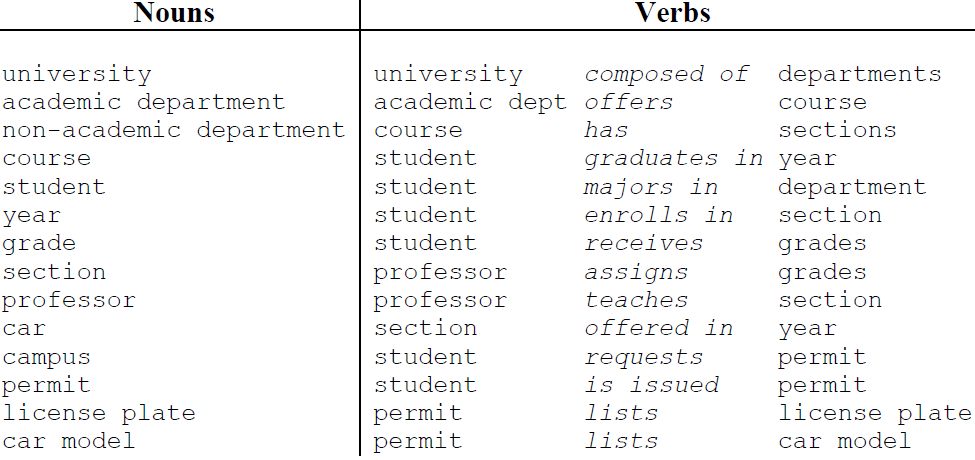 Nouns Verbs
university university composed of departments
academic department academic dept offers course
non-academic department course has sections
course student graduates in year
student student majors in department
year student enrolls in section
grade student receives grades
section professor assigns grades
professor professor teaches section
car section offered in year
campus student requests permit
permit student is issued permit
license plate permit lists license plate
car model permit lists car model